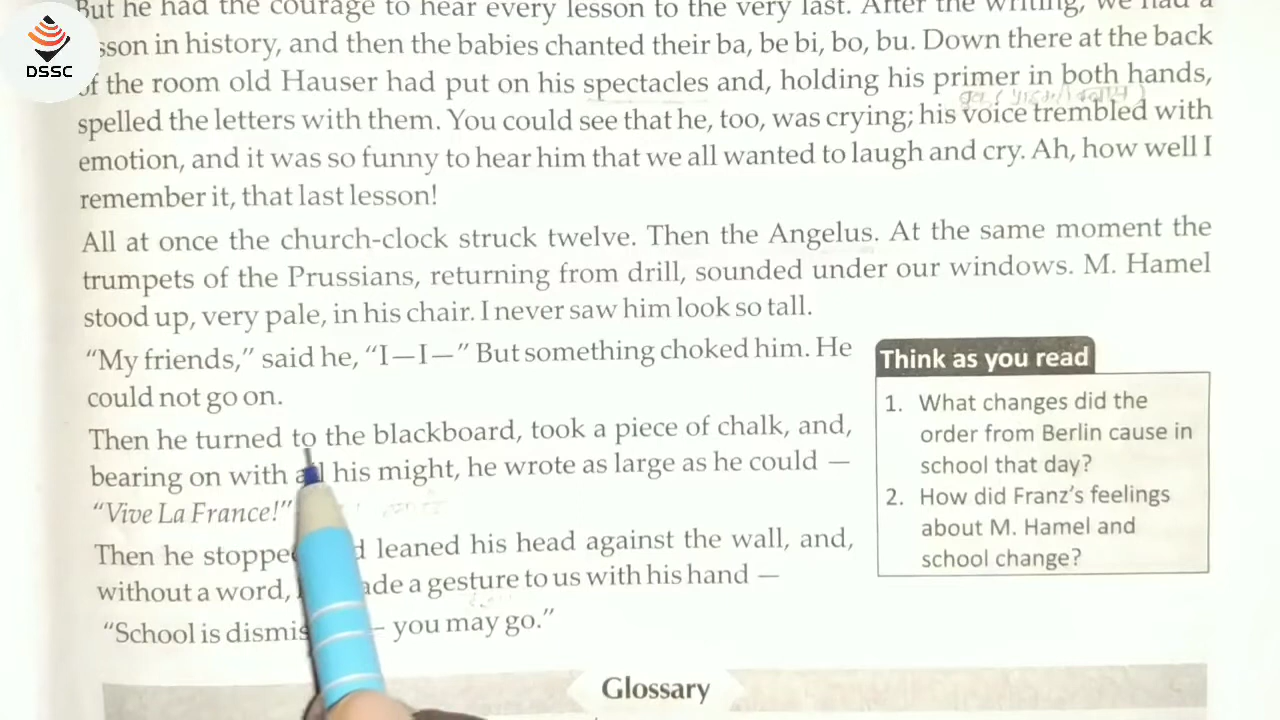 But he had the courage to hear every lesson to the very last. After the writing, we had a
sson in history, and then the babies chanted their ba, be bi, bo, bu. Down there at the back
of the room old Hauser had put on his spectacles and, holding his primer in both hands,
spelled the letters with them. You could see that he, too, was crying; his voice trembled with
emotion, and it was so funny to hear him that we all wanted to laugh and cry. Ah, how well I
remember it, that last lesson!
All at once the church-clock struck twelve. Then the Angelus. At the same moment the
trumpets of the Prussians, returning from drill, sounded under our windows. M. Hamel
stood up, very pale, in his chair. I never saw him look so tall.
“My friends,” said he, “I—I—” But something choked him. He
could not go on.
Then he turned to the blackboard, took a piece of chalk, and,
bearing on with all his might, he wrote as large as he could —
“Vive La France!”
Then he stoppe d leaned his head against the wall, and,
without a word, ade a gesture to us with his hand —
“School is dismis — you may go.”
Think as you read
1. What changes did the
order from Berlin cause in
school that day?
2. How did Franz’s feelings
about M. Hamel and
school change?
Glossary
DSSC